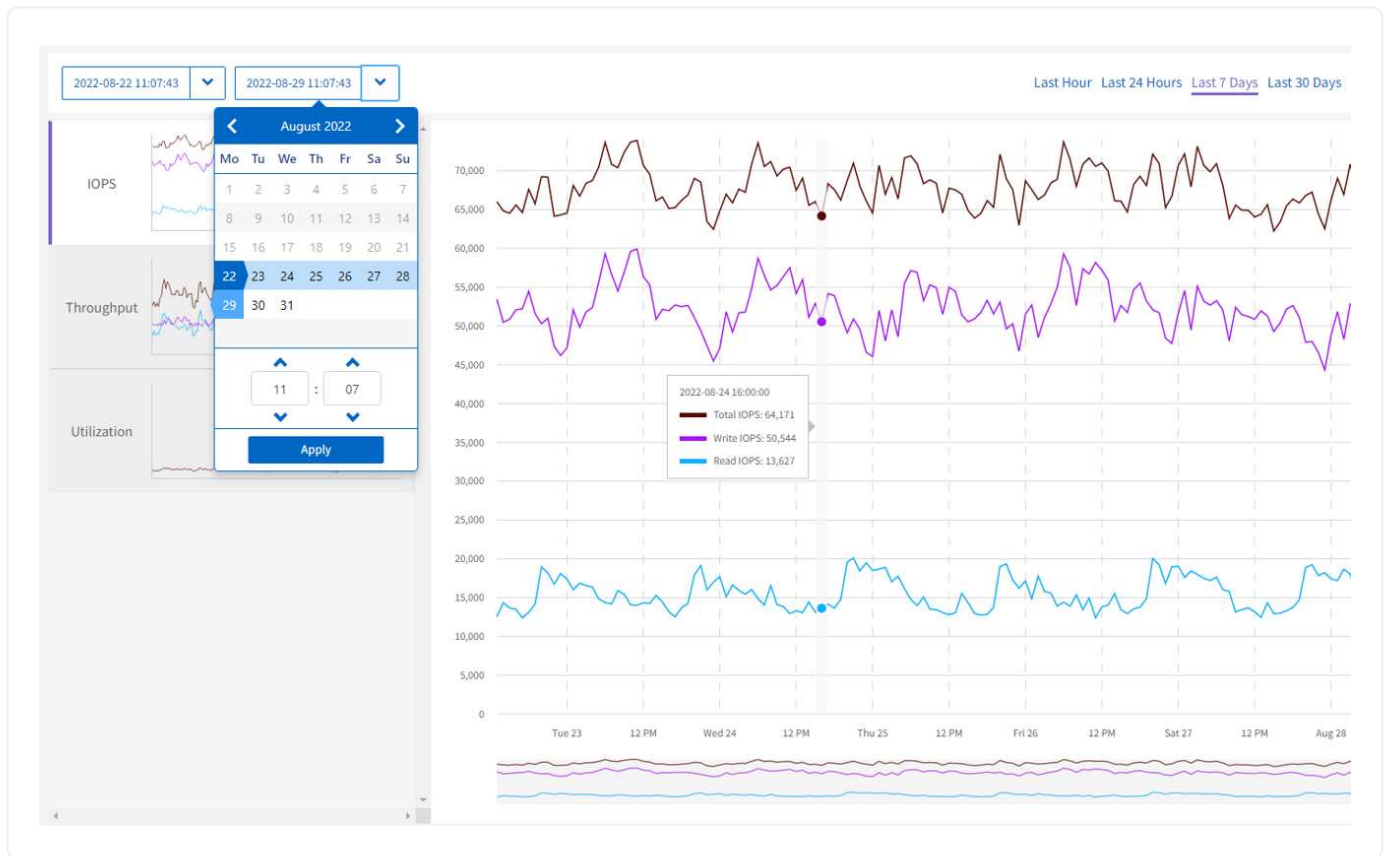 2022-08-22 11:07:43 2022-08-29 11:07:43 Last Hour Last 24 Hours Last 7 Days Last 30 Days
August 2022
Mo Tu We Th Fr Sa Su
1 2 3 4 5 6 7
8 9 10 11 12 13 14
15 16 17 18 19 20 21
22 23 24 25 26 27 28
29 30 31
11 : 07
Apply
IOPS
Throughput
Utilization
70,000
65,000
60,000
55,000
50,000
45,000
40,000
35,000
30,000
25,000
20,000
15,000
10,000
5,000
0
2022-08-24 16:00:00
Total IOPS: 64,171
Write IOPS: 50,544
Read IOPS: 13,627
Tue 23 12 PM Wed 24 12 PM Thu 25 12 PM Fri 26 12 PM Sat 27 12 PM Aug 28